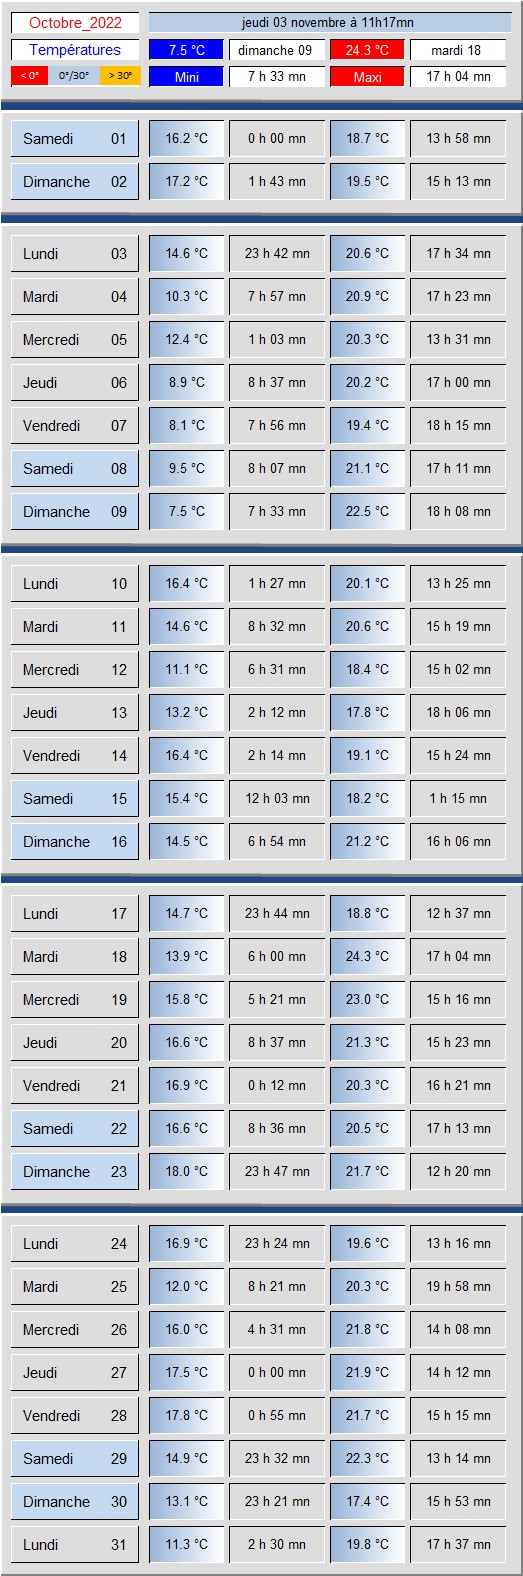 Octobre_2022 jeudi 03 novembre à 11h17mn
Températures 7.5 °C dimanche 09 24.3 °C mardi 18
< 0° 0°/30° > 30° Mini 7 h 33 mn Maxi 17 h 04 mn
Samedi 01 16.2 °C 0 h 00 mn 18.7 °C 13 h 58 mn
Dimanche 02 17.2 °C 1 h 43 mn 19.5 °C 15 h 13 mn
Lundi 03 14.6 °C 23 h 42 mn 20.6 °C 17 h 34 mn
Mardi 04 10.3 °C 7 h 57 mn 20.9 °C 17 h 23 mn
Mercredi 05 12.4 °C 1 h 03 mn 20.3 °C 13 h 31 mn
Jeudi 06 8.9 °C 8 h 37 mn 20.2 °C 17 h 00 mn
Vendredi 07 8.1 °C 7 h 56 mn 19.4 °C 18 h 15 mn
Samedi 08 9.5 °C 8 h 07 mn 21.1 °C 17 h 11 mn
Dimanche 09 7.5 °C 7 h 33 mn 22.5 °C 18 h 08 mn
Lundi 10 16.4 °C 1 h 27 mn 20.1 °C 13 h 25 mn
Mardi 11 14.6 °C 8 h 32 mn 20.6 °C 15 h 19 mn
Mercredi 12 11.1 °C 6 h 31 mn 18.4 °C 15 h 02 mn
Jeudi 13 13.2 °C 2 h 12 mn 17.8 °C 18 h 06 mn
Vendredi 14 16.4 °C 2 h 14 mn 19.1 °C 15 h 24 mn
Samedi 15 15.4 °C 12 h 03 mn 18.2 °C 1 h 15 mn
Dimanche 16 14.5 °C 6 h 54 mn 21.2 °C 16 h 06 mn
Lundi 17 14.7 °C 23 h 44 mn 18.8 °C 12 h 37 mn
Mardi 18 13.9 °C 6 h 00 mn 24.3 °C 17 h 04 mn
Mercredi 19 15.8 °C 5 h 21 mn 23.0 °C 15 h 16 mn
Jeudi 20 16.6 °C 8 h 37 mn 21.3 °C 15 h 23 mn
Vendredi 21 16.9 °C 0 h 12 mn 20.3 °C 16 h 21 mn
Samedi 22 16.6 °C 8 h 36 mn 20.5 °C 17 h 13 mn
Dimanche 23 18.0 °C 23 h 47 mn 21.7 °C 12 h 20 mn
Lundi 24 16.9 °C 23 h 24 mn 19.6 °C 13 h 16 mn
Mardi 25 12.0 °C 8 h 21 mn 20.3 °C 19 h 58 mn
Mercredi 26 16.0 °C 4 h 31 mn 21.8 °C 14 h 08 mn
Jeudi 27 17.5 °C 0 h 00 mn 21.9 °C 14 h 12 mn
Vendredi 28 17.8 °C 0 h 55 mn 21.7 °C 15 h 15 mn
Samedi 29 14.9 °C 23 h 32 mn 22.3 °C 13 h 14 mn
Dimanche 30 13.1 °C 23 h 21 mn 17.4 °C 15 h 53 mn
Lundi 31 11.3 °C 2 h 30 mn 19.8 °C 17 h 37 mn